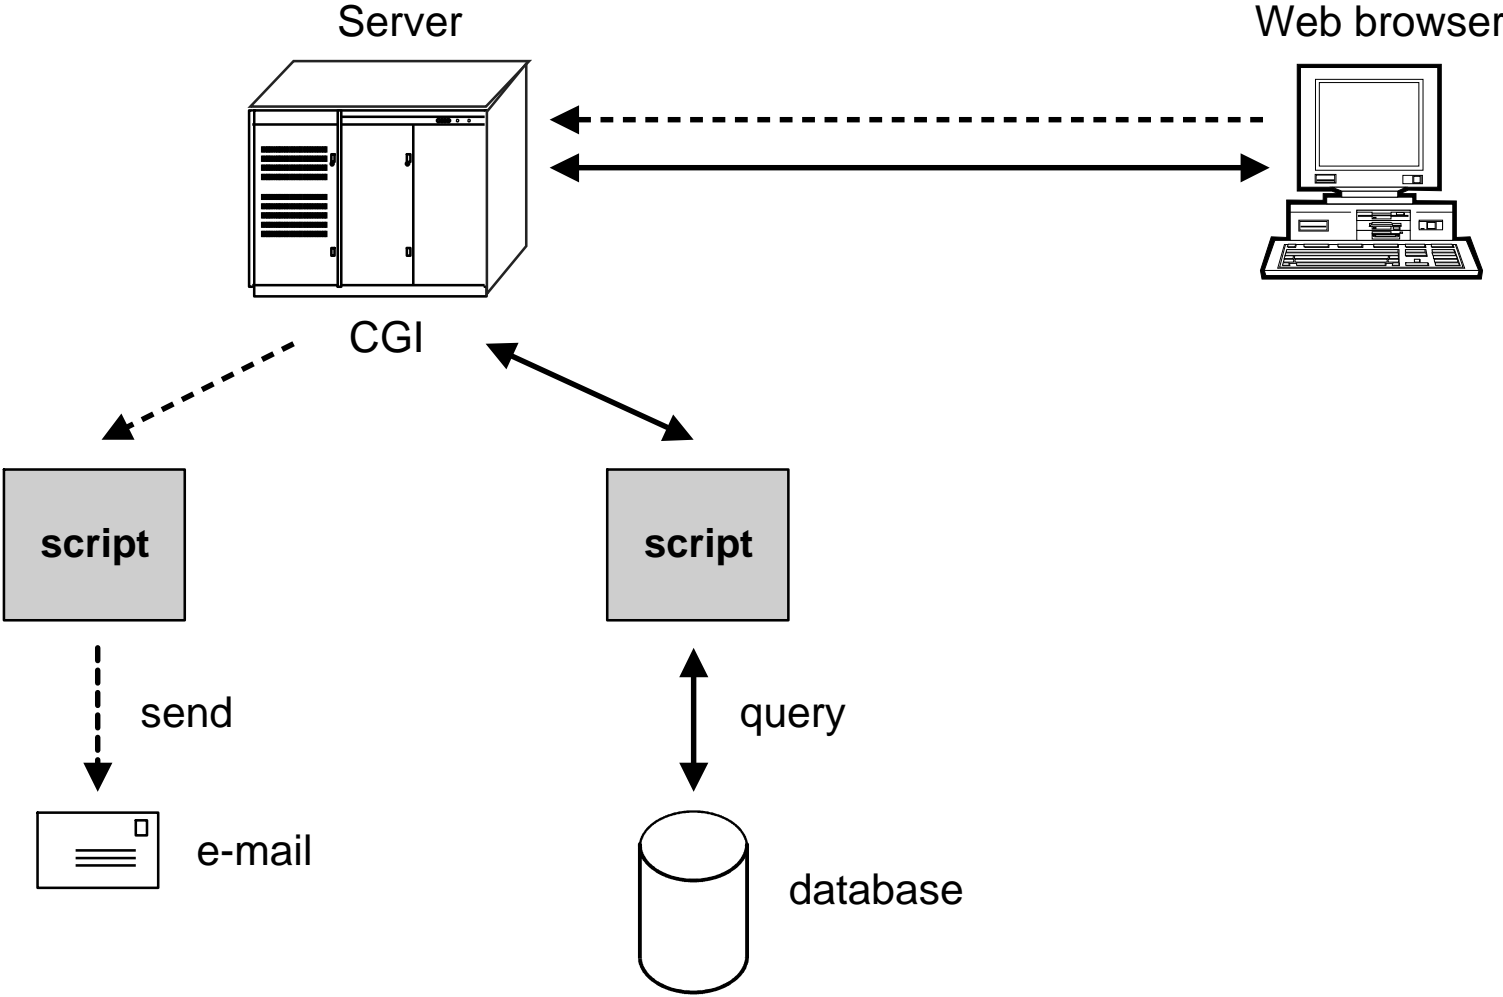 Server
Web browser
CGI
script
script
send
query
e-mail
database